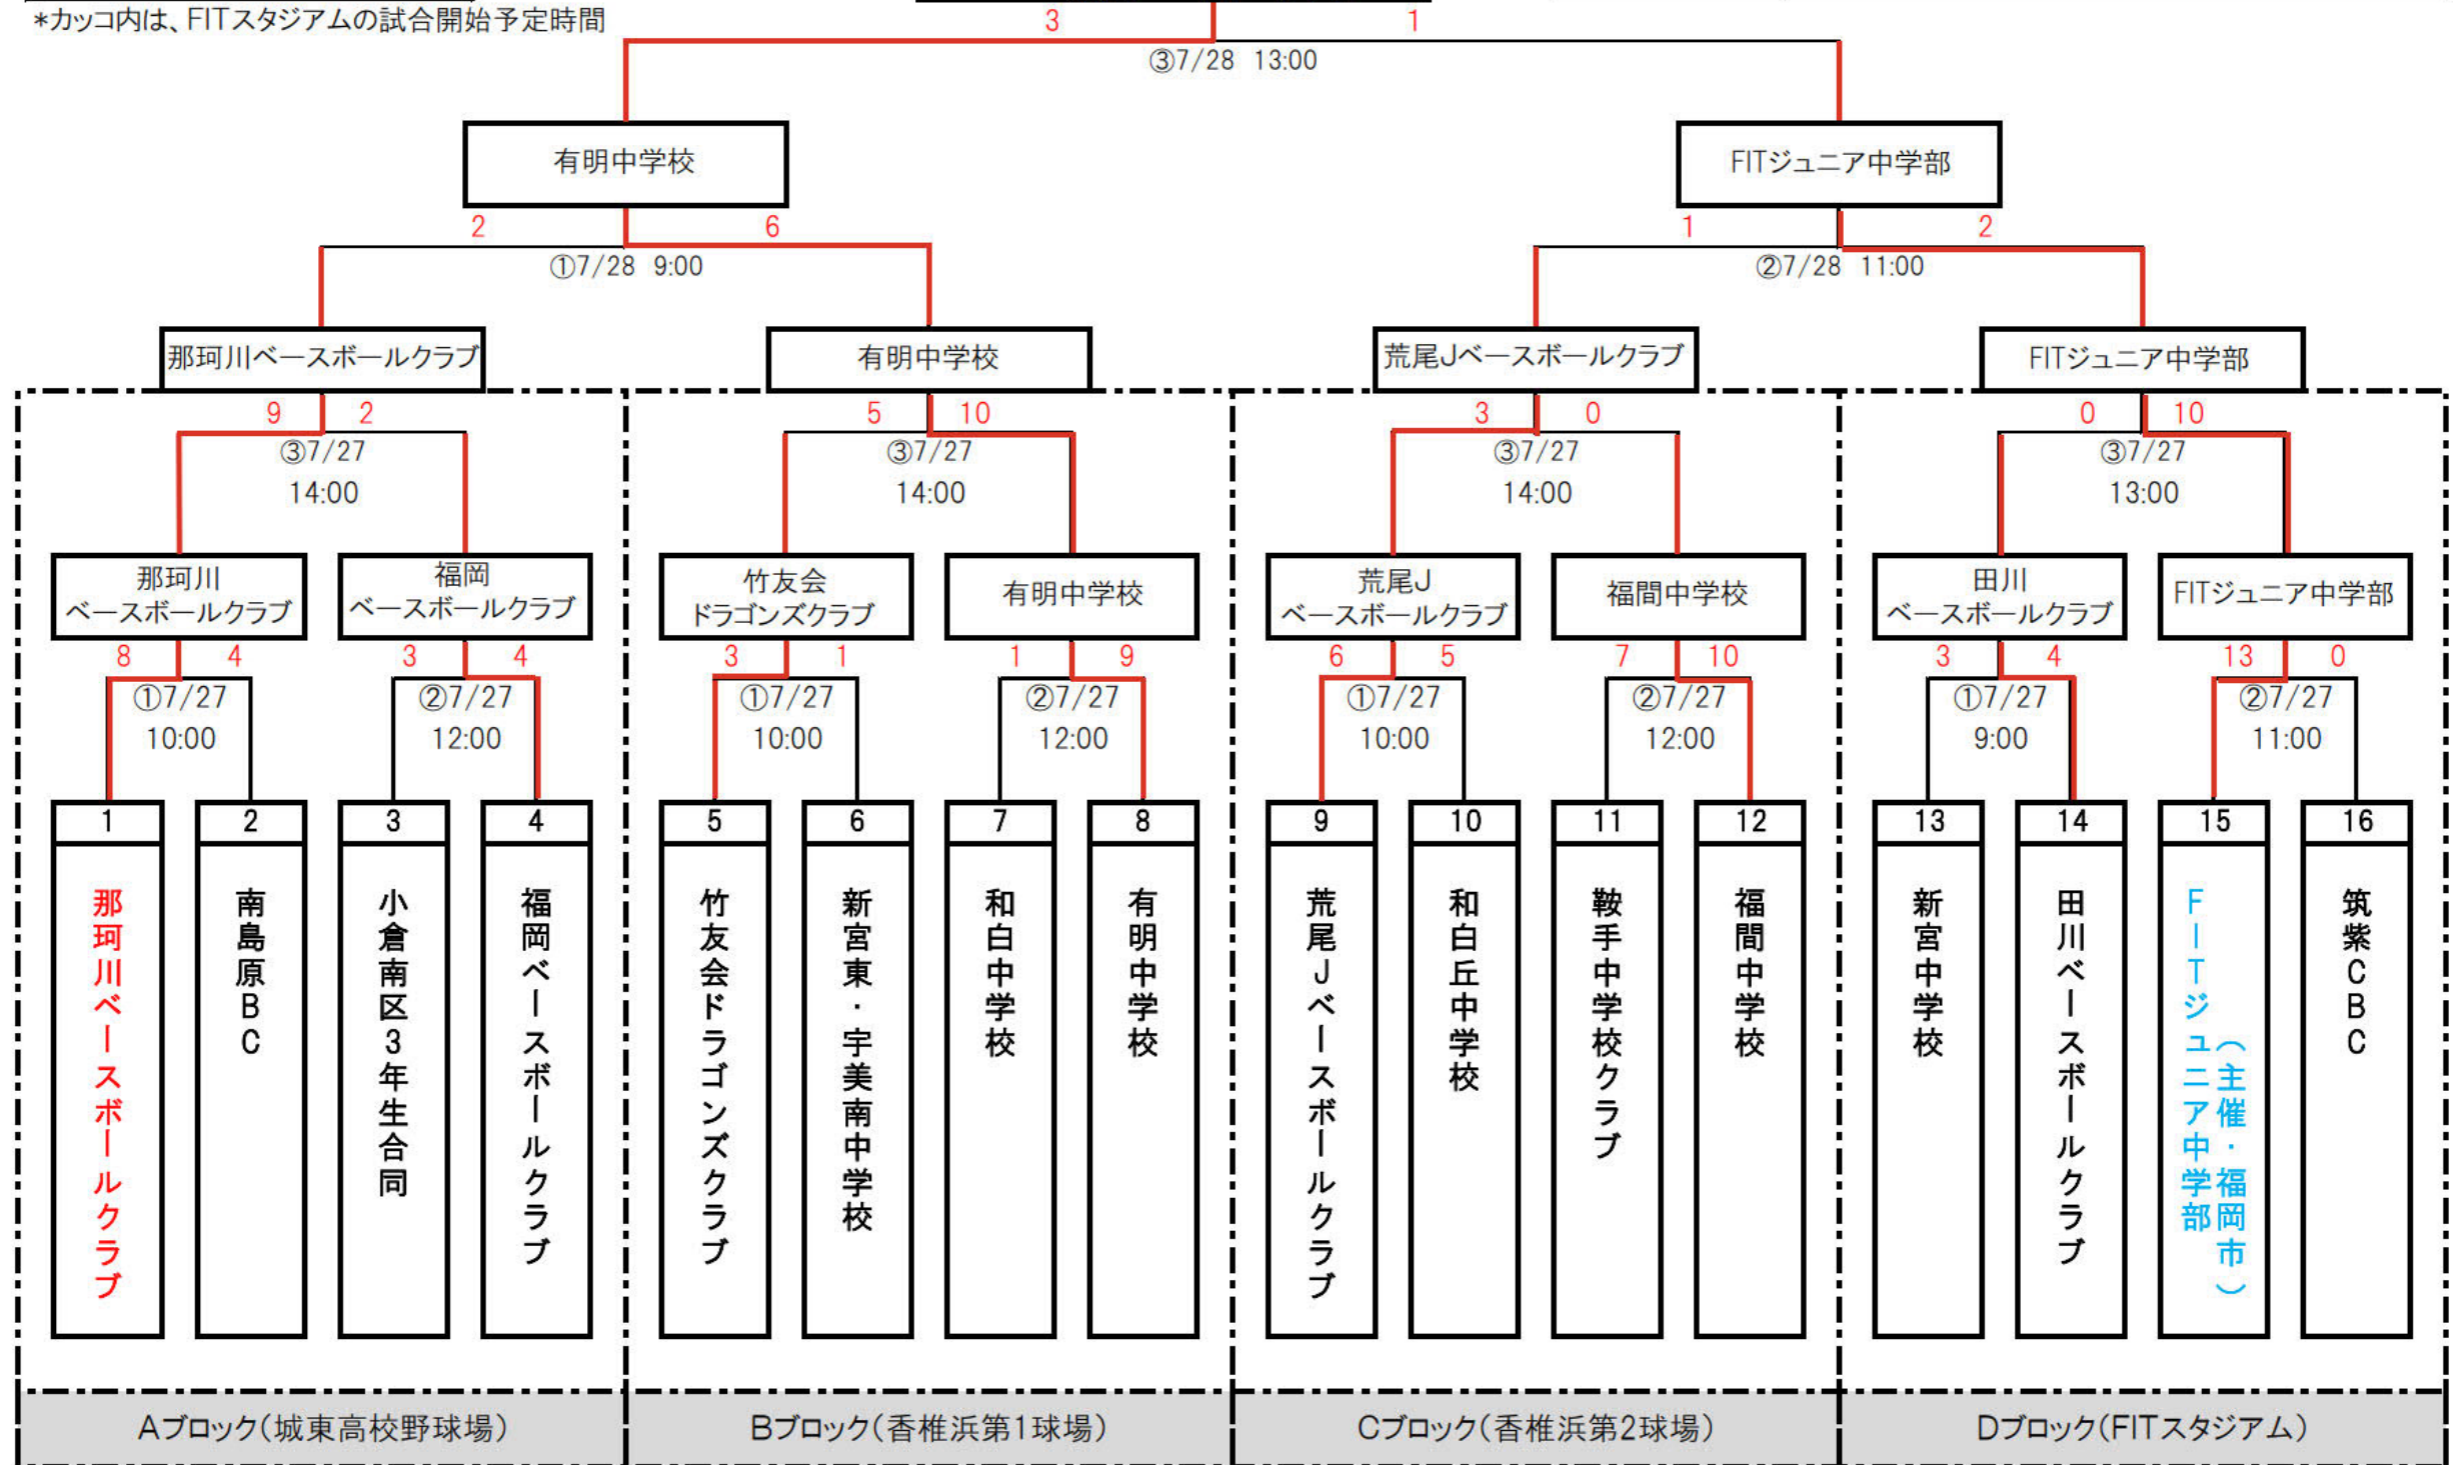 *カッコ内は、FITスタジアムの試合開始予定時間
3 1
③7/28 13:00
有明中学校 FITジュニア中学部
2 6 1 2
①7/28 9:00 ②7/28 11:00
那珂川ベースボールクラブ 有明中学校 荒尾Jベースボールクラブ FITジュニア中学部
9 2 5 10 3 0 0 10
③7/27 ③7/27 ③7/27 ③7/27
14:00 14:00 14:00 13:00
那珂川
ベースボールクラブ
福岡
ベースボールクラブ
竹友会
ドラゴンズクラブ
有明中学校
荒尾J
ベースボールクラブ
福間中学校
田川
ベースボールクラブ
FITジュニア中学部
8 4 3 4 3 1 1 9 6 5 7 10 3 4 13 0
①7/27 ②7/27 ①7/27 ②7/27 ①7/27 ②7/27 ①7/27 ②7/27
10:00 12:00 10:00 12:00 10:00 12:00 9:00 11:00
1 2 3 4 5 6 7 8 9 10 11 12 13 14 15 16
那珂川ベースボールクラブ
南島原BC
小倉南区3年生合同
福岡ベースボールクラブ
竹友会ドラゴンズクラブ
新宮東・宇美南中学校
和白中学校
有明中学校
荒尾Jベースボールクラブ
和白丘中学校
鞍手中学校クラブ
福間中学校
新宮中学校
田川ベースボールクラブ
FITジュニア中学部
(主催・福岡市)
筑紫CBC
Aブロック(城東高校野球場) Bブロック(香椎浜第1球場) Cブロック(香椎浜第2球場) Dブロック(FITスタジアム)